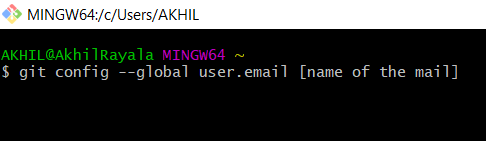 MINGW64:/c/Users/AKHIL
AKHIL@AkhilRayala MINGW64 ~
$ git config --global user.email [name of the mail]